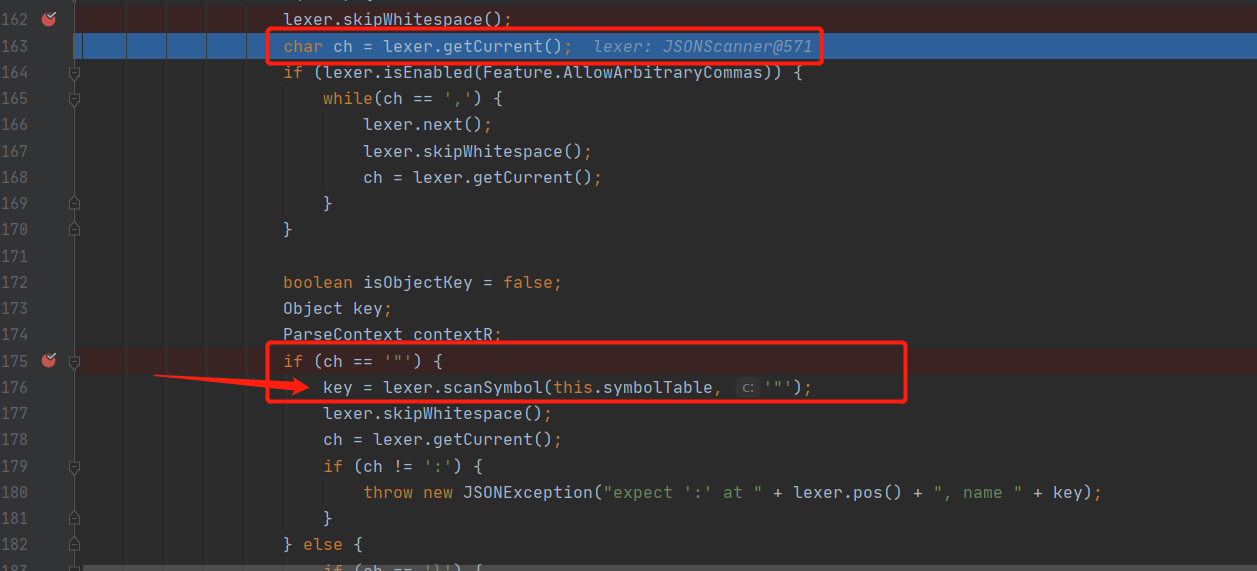 162 lexer.skipWhitespace();
163 char ch = lexer.getCurrent(); lexer: JSONScanner@571
164 if (lexer.isEnabled(Feature.AllowArbitraryCommas)) {
165 while(ch == ',') {
166 lexer.next();
167 lexer.skipWhitespace();
168 ch = lexer.getCurrent();
169 }
170 }
171
172 boolean isObjectKey = false;
173 Object key;
174 ParseContext contextR;
175 if (ch == '"') {
176 key = lexer.scanSymbol(this.symbolTable, c: '"');
177 lexer.skipWhitespace();
178 ch = lexer.getCurrent();
179 if (ch != ':') {
180 throw new JSONException("expect ':' at " + lexer.pos() + ", name " + key);
181 }
182 } else {
183 if (ch == '}') {